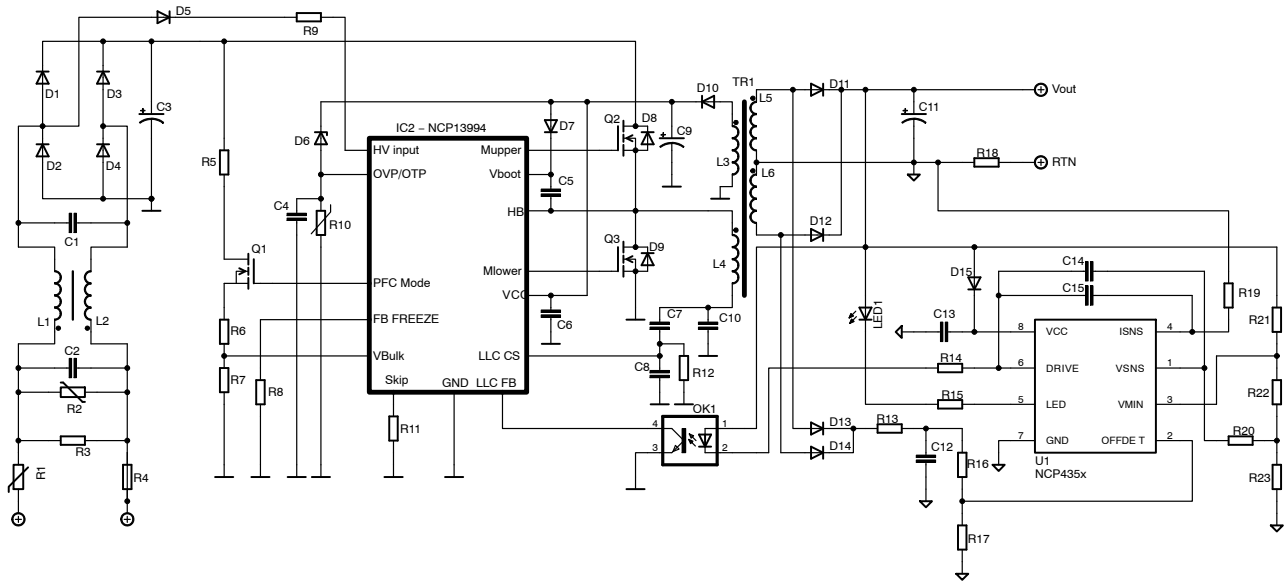 D5
R9
TR1
D1
D3
C3
D10
L5
D11
Vout
IC2 – NCP13994
D7
Q2
D8
C9
C11
D6
HV input
Mupper
D2
D4
R5
OVP/OTP
Vboot
L3
R18
RTN
L6
C4
R10
C5
HB
C1
D12
Q1
Q3
D9
L4
Mlower
C14
D15
PFC Mode
VCC
C15
R19
L1
L2
FB FREEZE
C6
C7
C10
LED1
C13
8
VCC
ISNS
4
R21
R6
C2
VBulk
LLC CS
R14
6
DRIVE
VSNS
1
R2
R7
R8
Skip
GND
LLC FB
C8
R12
R15
5
LED
VMIN
3
R22
OK1
R11
4
1
D13
R13
R3
3
2
D14
7
GND
OFFDE T
2
R20
C12
U1
NCP435x
R1
R4
R16
R23
R17